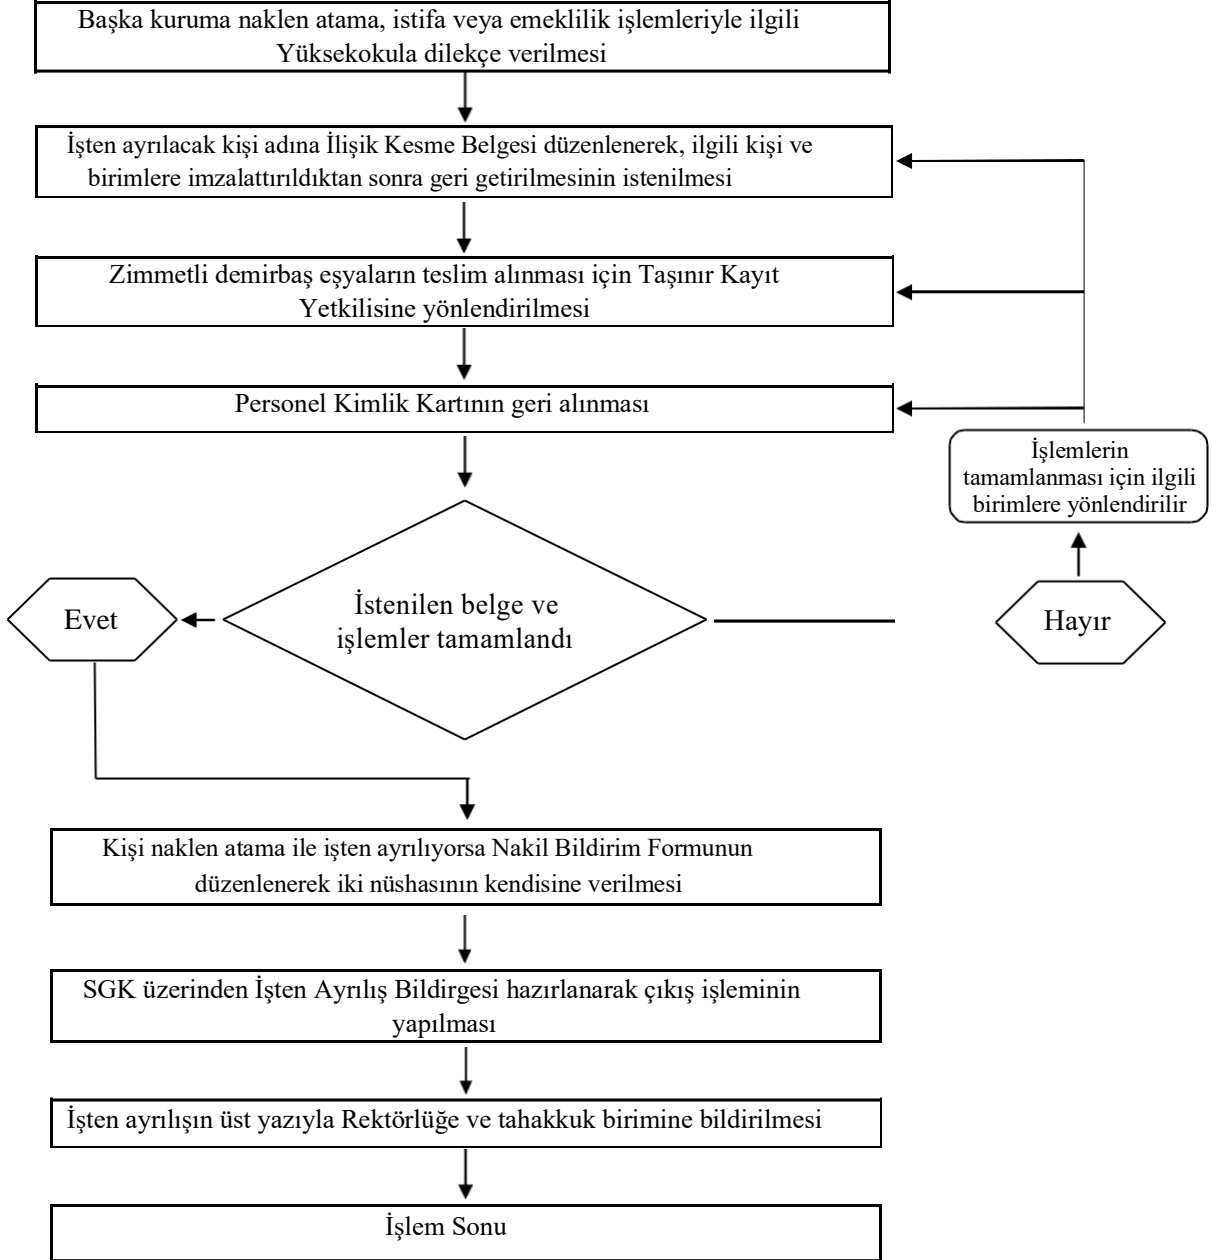 Başka kuruma naklen atama, istifa veya emeklilik işlemleriyle ilgili
Yüksekokula dilekçe verilmesi
İşten ayrılacak kişi adına İlişik Kesme Belgesi düzenlenerek, ilgili kişi ve
birimlere imzalattırıldıktan sonra geri getirilmesinin istenilmesi
Zimmetli demirbaş eşyaların teslim alınması için Taşınır Kayıt
Yetkilisine yönlendirilmesi
Personel Kimlik Kartının geri alınması
İşlemlerin
tamamlanması için ilgili
birimlere yönlendirilir
Evet
İstenilen belge ve
işlemler tamamlandı
Hayır
Kişi naklen atama ile işten ayrılıyorsa Nakil Bildirim Formunun
düzenlenerek iki nüshasının kendisine verilmesi
SGK üzerinden İşten Ayrılış Bildirgesi hazırlanarak çıkış işleminin
yapılması
İşten ayrılışın üst yazıyla Rektörlüğe ve tahakkuk birimine bildirilmesi
İşlem Sonu